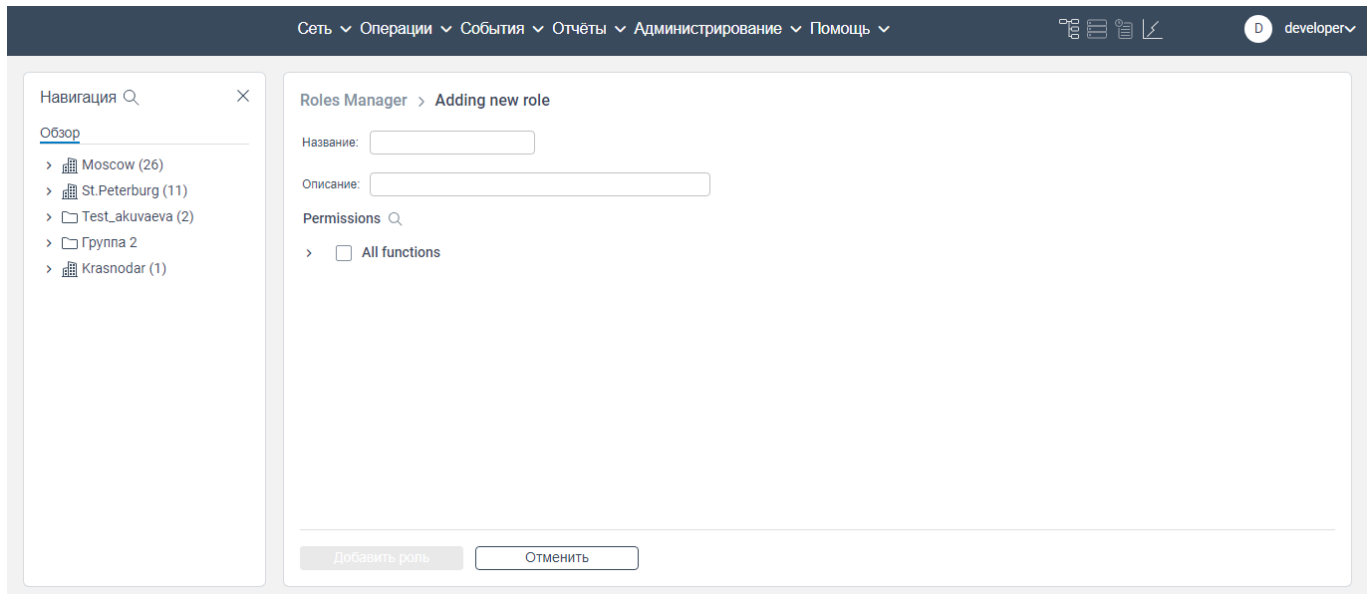 Сеть Операции События Отчёты Администрирование Помощь D developer
Навигация
Обзор
Moscow (26)
St.Peterburg (11)
Test_akuvaeva (2)
Группа 2
Krasnodar (1)
Roles Manager > Adding new role
Название:
Описание:
Permissions
All functions
Добавить роль Отменить